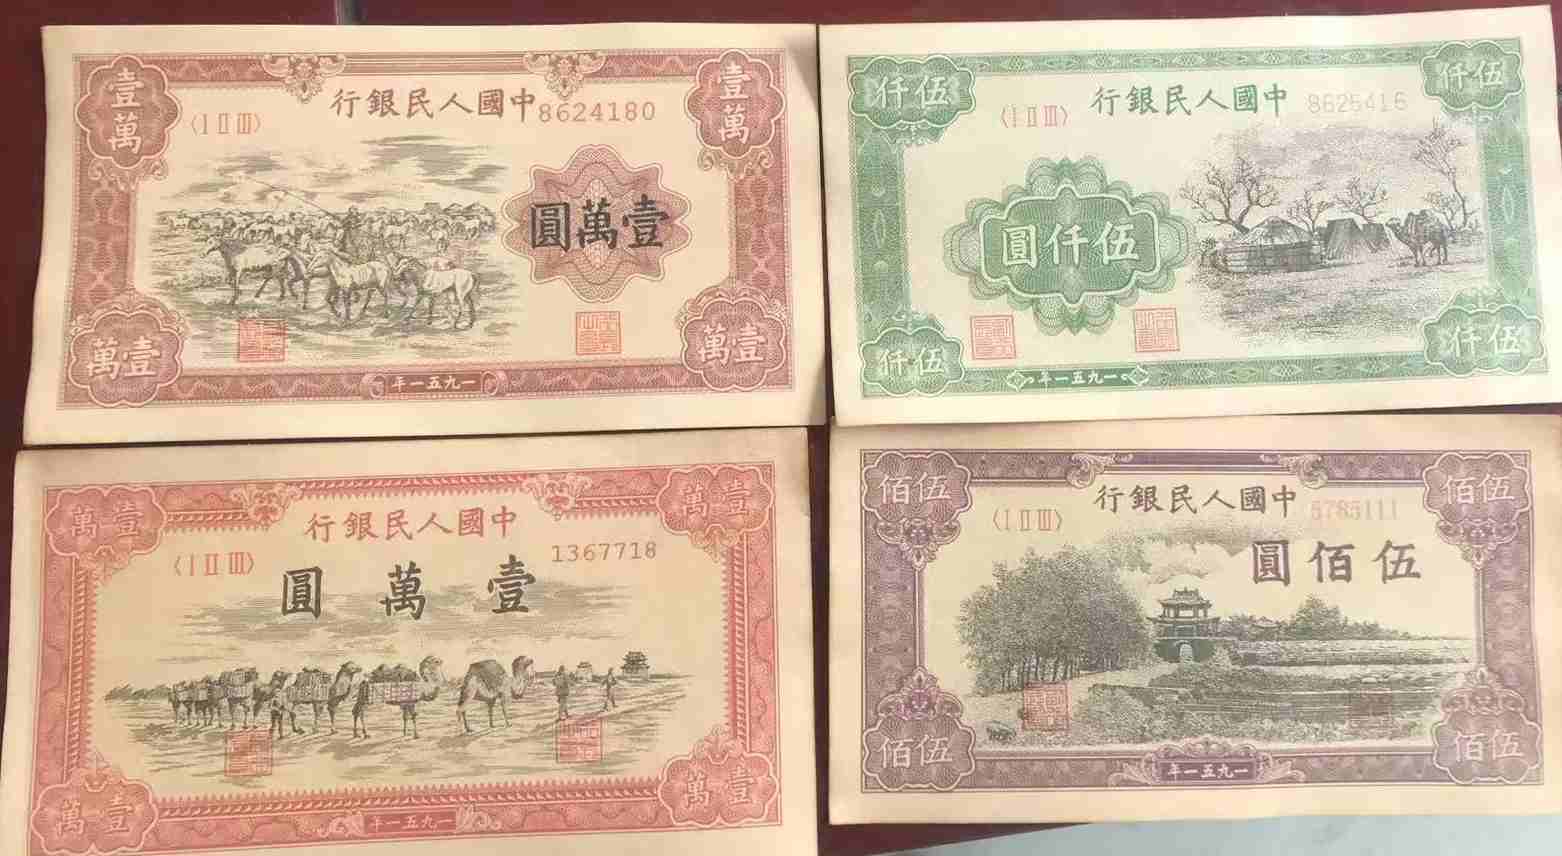 壹萬
中國人民銀行
8624180
壹萬
〈I II III〉
壹萬圓
壹萬
壹萬
一九五一年
伍仟
中國人民銀行
8625416
伍仟
〈I II III〉
伍仟圓
伍仟
伍仟
一九五一年
壹萬
中國人民銀行
壹萬
〈I II III〉
1367718
壹萬圓
壹萬
壹萬
一九五一年
伍佰
中國人民銀行
5785111
伍佰
〈I II III〉
伍佰圓
伍佰
伍佰
一九五一年